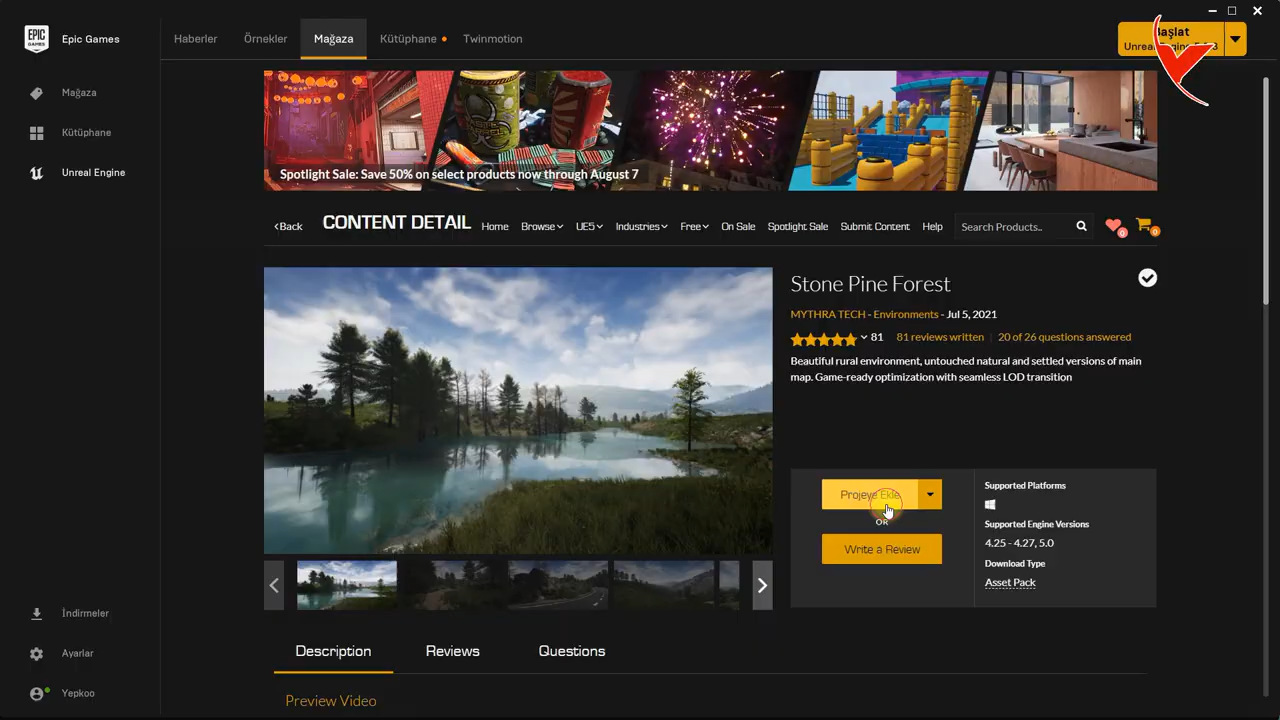 EPIC
GAMES
Epic Games
Haberler
Örnekler
Mağaza
Kütüphane
Twinmotion
Mağaza
Kütüphane
Unreal Engine
Spotlight Sale: Save 50% on select products now through August 7
Back
CONTENT DETAIL
Home
Browse
UE5
Industries
Free
On Sale
Spotlight Sale
Submit Content
Help
Search Products..
0
0
Stone Pine Forest
MYTHRA TECH - Environments - Jul 5, 2021
81
81 reviews written
20 of 26 questions answered
Beautiful rural environment, untouched natural and settled versions of main
map. Game-ready optimization with seamless LOD transition
Projeye Ekle
OR
Write a Review
Supported Platforms
Supported Engine Versions
4.25 - 4.27, 5.0
Download Type
Asset Pack
Description
Reviews
Questions
Preview Video
İndirmeler
Ayarlar
Yepkoo